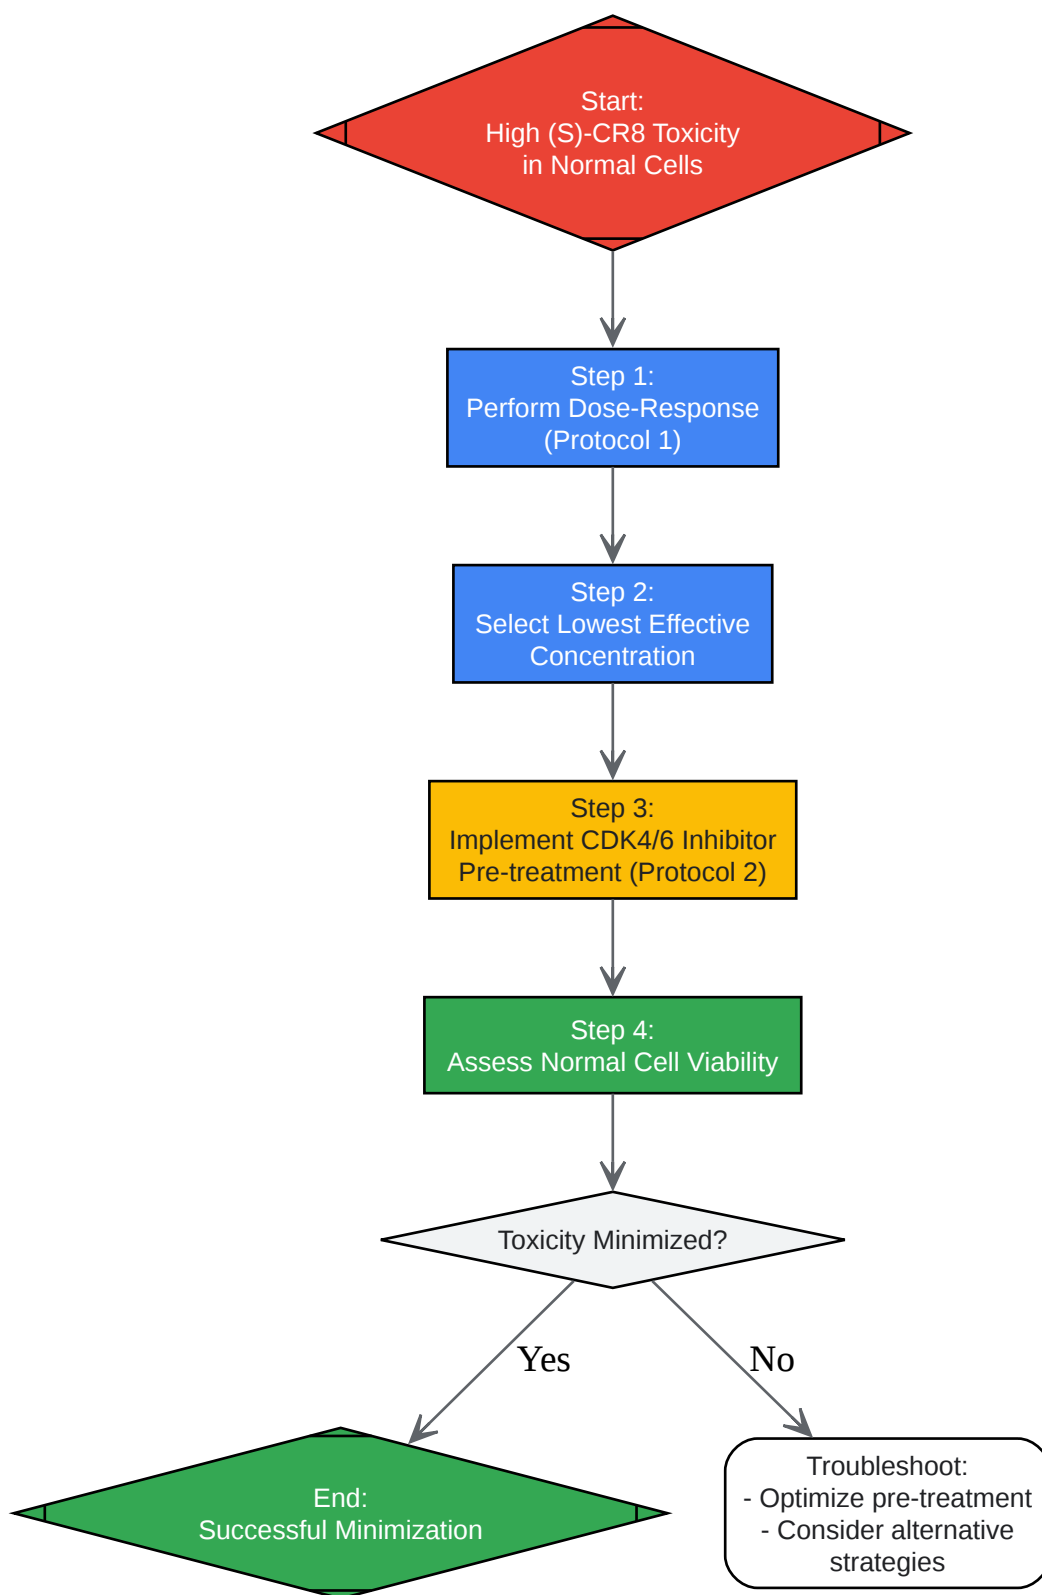 Start:
High (S)-CR8 Toxicity
in Normal Cells
Step 1:
Perform Dose-Response
(Protocol 1)
Step 2:
Select Lowest Effective
Concentration
Step 3:
Implement CDK4/6 Inhibitor
Pre-treatment (Protocol 2)
Step 4:
Assess Normal Cell Viability
Toxicity Minimized?
Yes
No
End:
Successful Minimization
Troubleshoot:
- Optimize pre-treatment
- Consider alternative
strategies